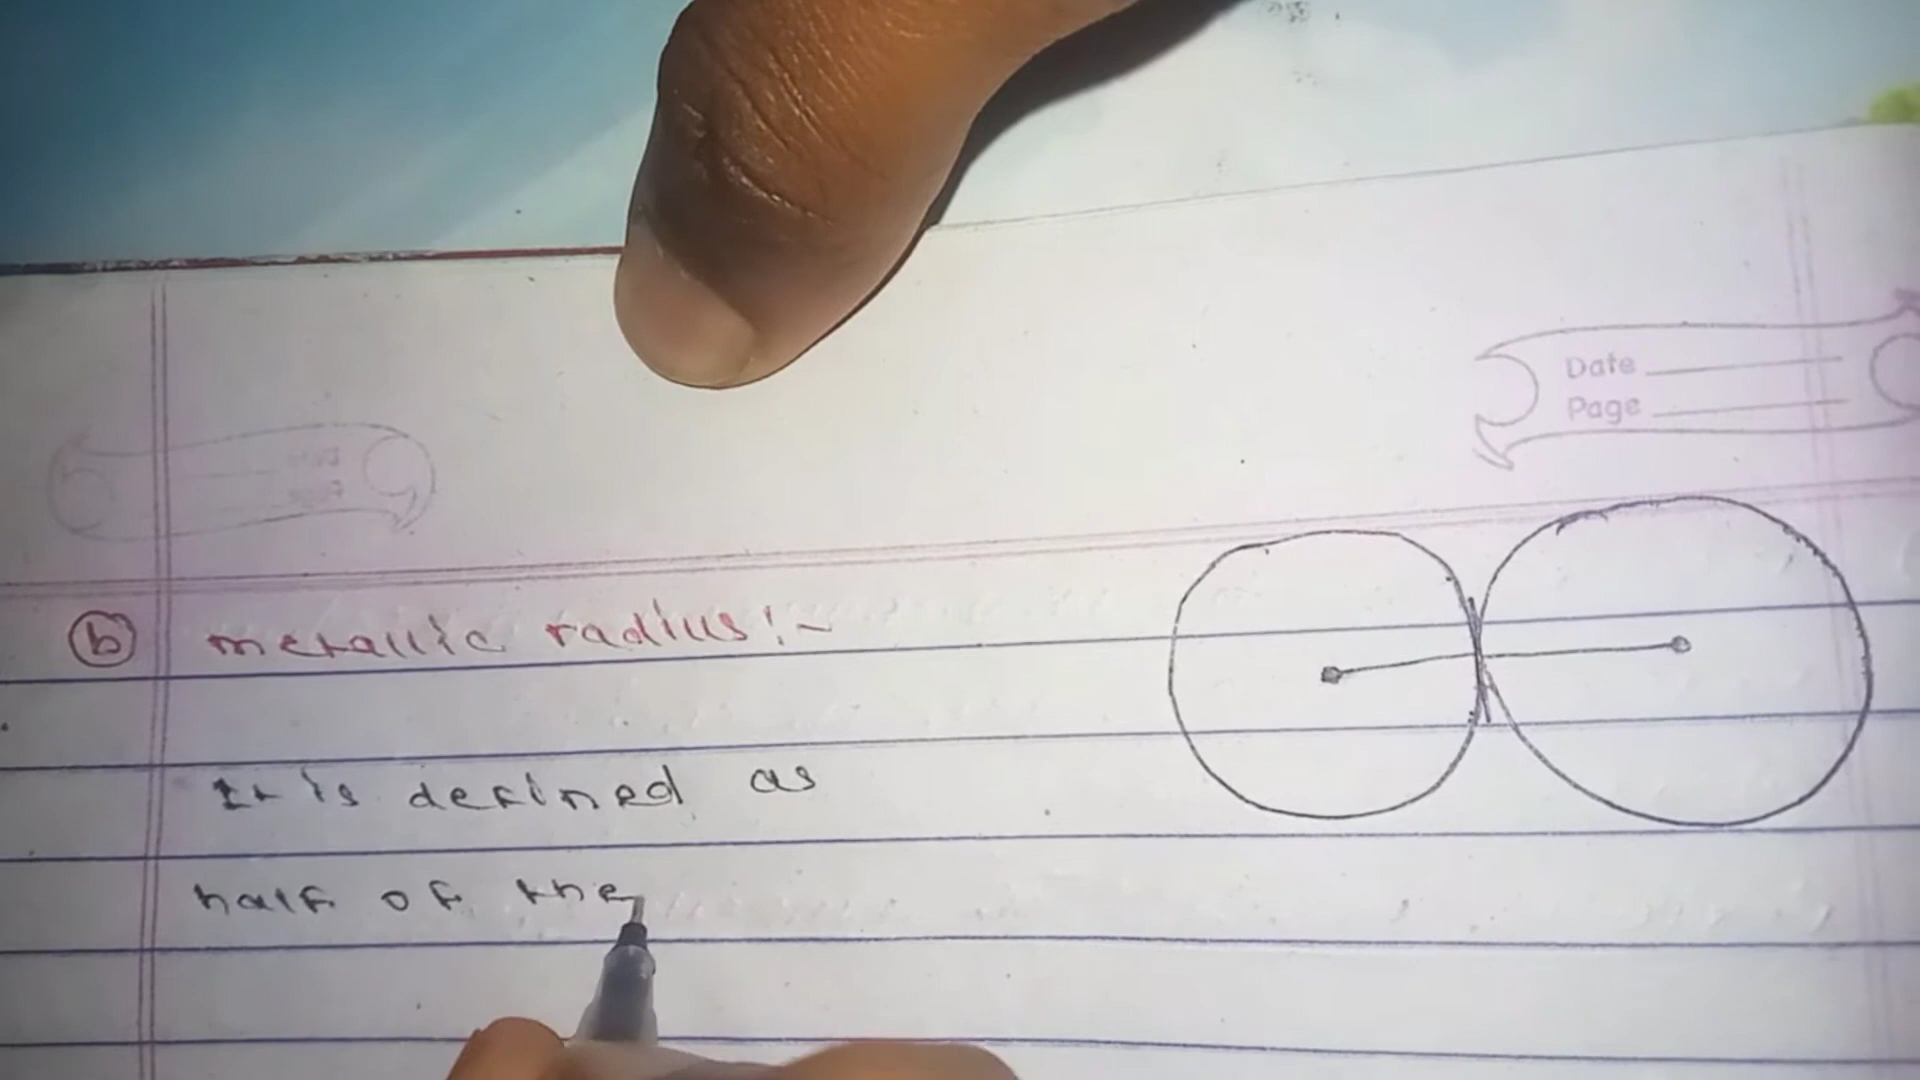 Date
Page
(b) metallic radius:-
It is defined as
half of the